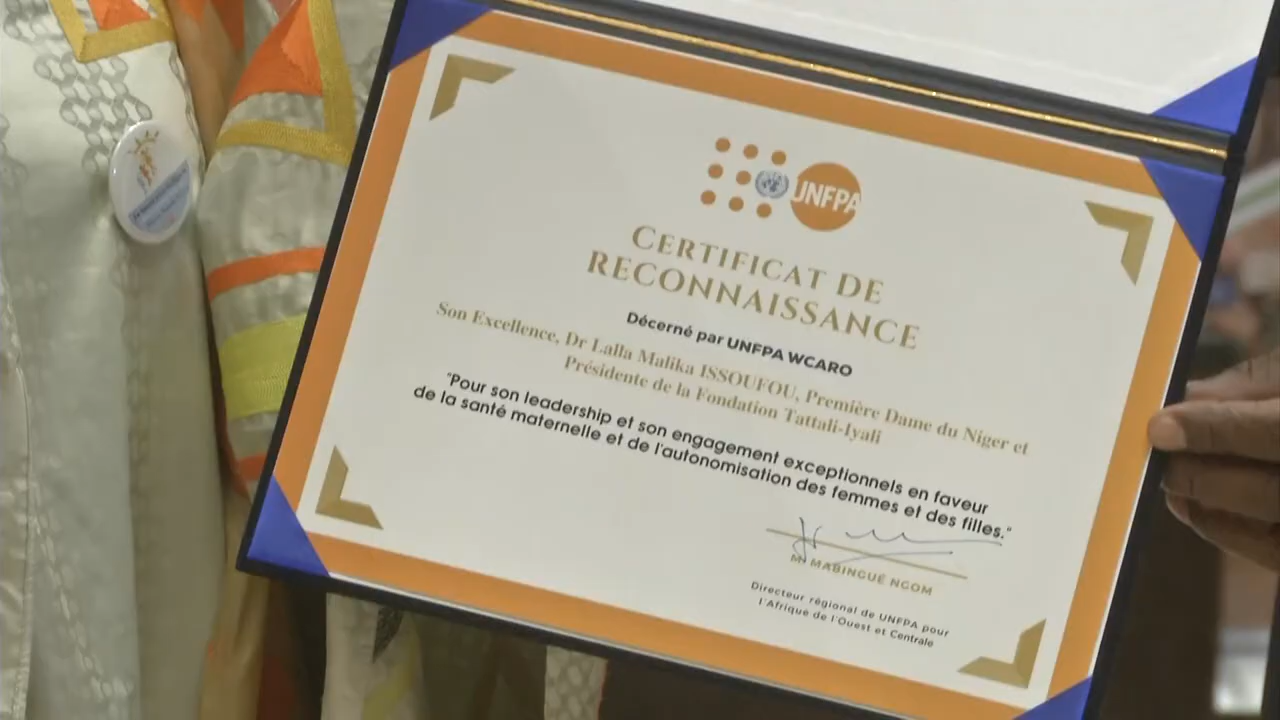 UNFPA
CERTIFICAT DE
RECONNAISSANCE
Décerné par UNFPA WCARO
Son Excellence, Dr Lalla Malika ISSOUFOU, Première Dame du Niger et
Présidente de la Fondation Tattali-Iyali
"Pour son leadership et son engagement exceptionnels en faveur
de la santé maternelle et de l'autonomisation des femmes et des filles."
Mr MABINGUÉ NGOM
Directeur régional de UNFPA pour
l'Afrique de l'Ouest et Centrale